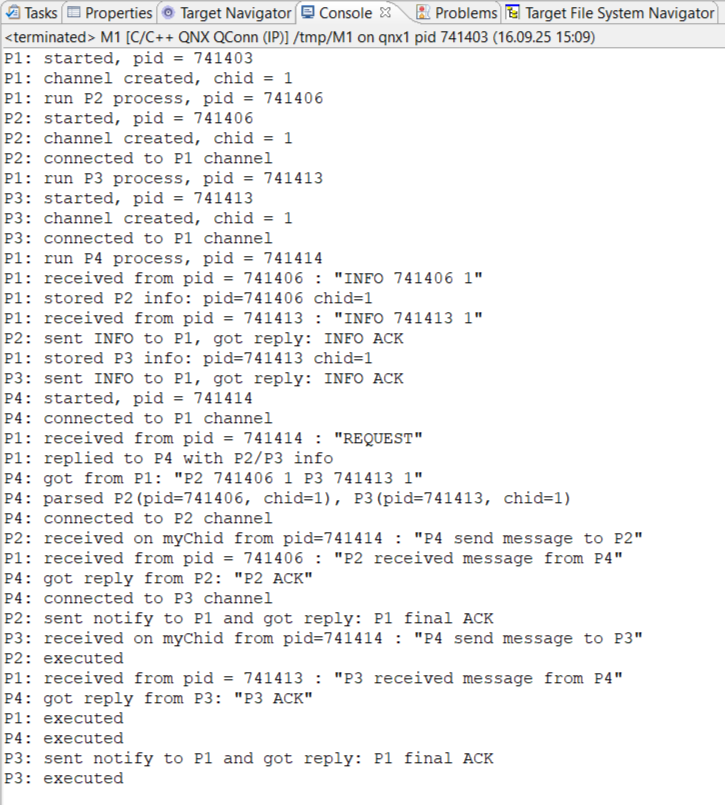 Tasks Properties Target Navigator Console Problems Target File System Navigator
<terminated> M1 [C/C++ QNX QConn (IP)] /tmp/M1 on qnx1 pid 741403 (16.09.25 15:09)
P1: started, pid = 741403
P1: channel created, chid = 1
P1: run P2 process, pid = 741406
P2: started, pid = 741406
P2: channel created, chid = 1
P2: connected to P1 channel
P1: run P3 process, pid = 741413
P3: started, pid = 741413
P3: channel created, chid = 1
P3: connected to P1 channel
P1: run P4 process, pid = 741414
P1: received from pid = 741406 : "INFO 741406 1"
P1: stored P2 info: pid=741406 chid=1
P1: received from pid = 741413 : "INFO 741413 1"
P2: sent INFO to P1, got reply: INFO ACK
P1: stored P3 info: pid=741413 chid=1
P3: sent INFO to P1, got reply: INFO ACK
P4: started, pid = 741414
P4: connected to P1 channel
P1: received from pid = 741414 : "REQUEST"
P1: replied to P4 with P2/P3 info
P4: got from P1: "P2 741406 1 P3 741413 1"
P4: parsed P2(pid=741406, chid=1), P3(pid=741413, chid=1)
P4: connected to P2 channel
P2: received on myChid from pid=741414 : "P4 send message to P2"
P1: received from pid = 741406 : "P2 received message from P4"
P4: got reply from P2: "P2 ACK"
P4: connected to P3 channel
P2: sent notify to P1 and got reply: P1 final ACK
P3: received on myChid from pid=741414 : "P4 send message to P3"
P2: executed
P1: received from pid = 741413 : "P3 received message from P4"
P4: got reply from P3: "P3 ACK"
P1: executed
P4: executed
P3: sent notify to P1 and got reply: P1 final ACK
P3: executed